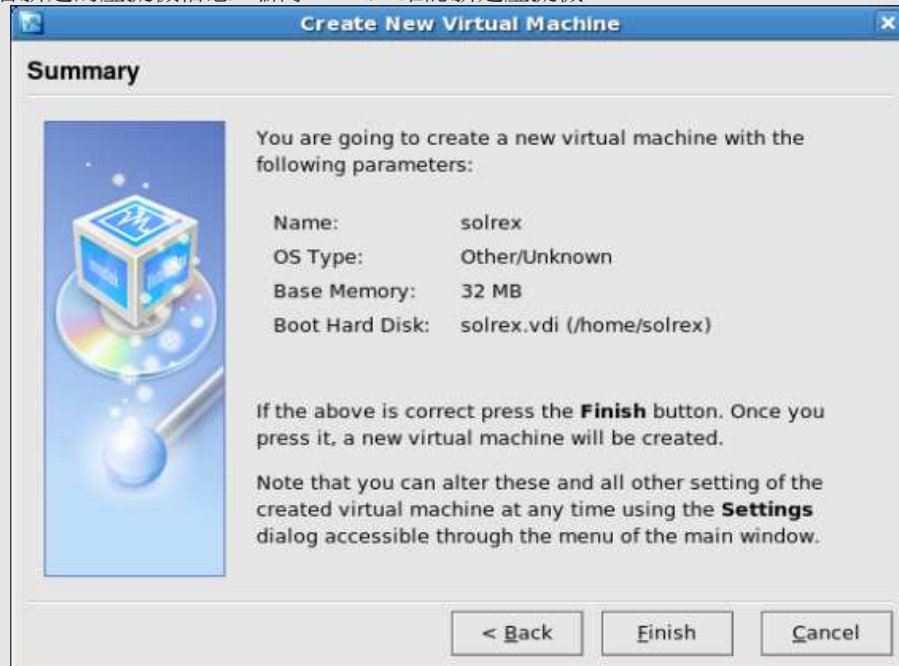 Create New Virtual Machine
Summary
You are going to create a new virtual machine with the
following parameters:
Name: solrex
OS Type: Other/Unknown
Base Memory: 32 MB
Boot Hard Disk: solrex.vdi (/home/solrex)
If the above is correct press the Finish button. Once you
press it, a new virtual machine will be created.
Note that you can alter these and all other setting of the
created virtual machine at any time using the Settings
dialog accessible through the menu of the main window.
< Back
Finish
Cancel